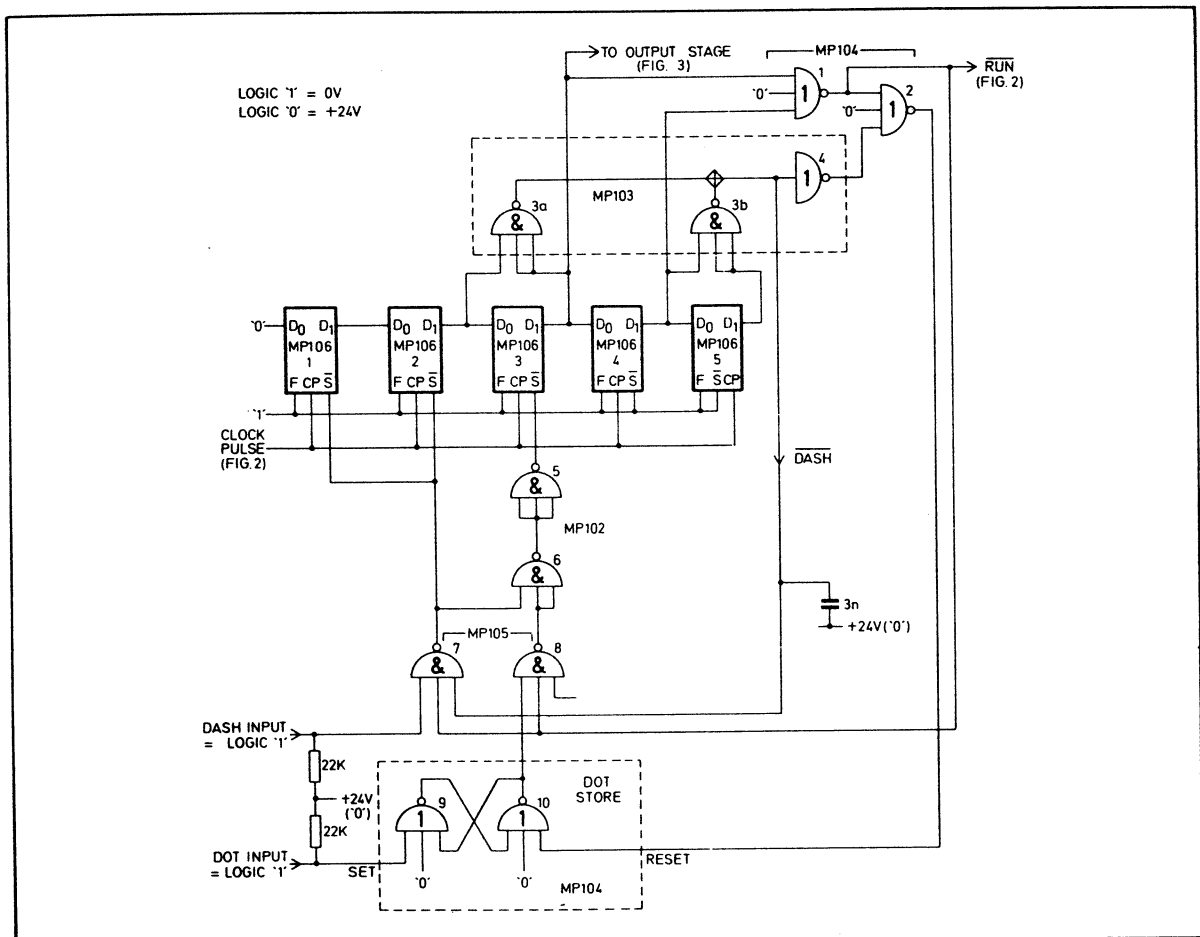 TO OUTPUT STAGE
(FIG. 3)
MP104
LOGIC '1' = 0V
LOGIC '0' = +24V
1
1
'0'
RUN
(FIG. 2)
2
1
'0'
MP103
3a
&
3b
&
4
1
'0'
D0 D1
MP106
1
F CP S
D0 D1
MP106
2
F CP S
D0 D1
MP106
3
F CP S
D0 D1
MP106
4
F CP S
D0 D1
MP106
5
F S CP
'1'
CLOCK
PULSE
(FIG.2)
DASH
5
&
MP102
6
&
3n
+24V('0')
MP105
7
&
8
&
DASH INPUT
= LOGIC '1'
22K
+24V
('0')
22K
DOT INPUT
= LOGIC '1'
SET
DOT
STORE
9
1
10
1
'0'
'0'
MP104
RESET